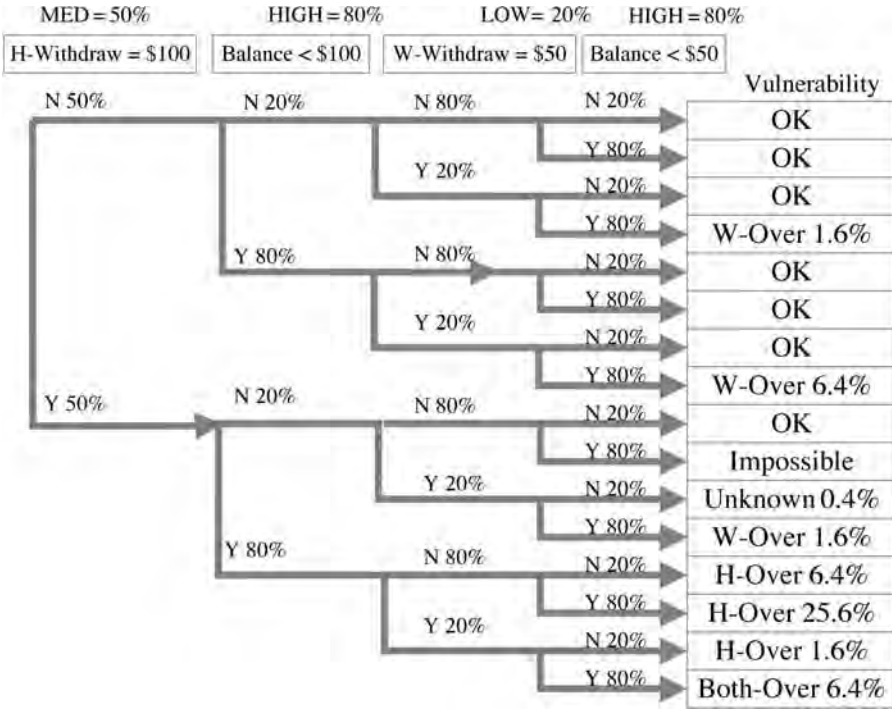 MED = 50% HIGH = 80% LOW = 20% HIGH = 80%
H-Withdraw = $100 Balance < $100 W-Withdraw = $50 Balance < $50
Vulnerability
N 50% N 20% N 80% N 20% OK
Y 80% OK
Y 20% N 20% OK
Y 80% W-Over 1.6%
Y 80% N 80% N 20% OK
Y 80% OK
Y 20% N 20% OK
Y 80% W-Over 6.4%
Y 50% N 20% N 80% N 20% OK
Y 80% Impossible
Y 20% N 20% Unknown 0.4%
Y 80% W-Over 1.6%
Y 80% N 80% N 20% H-Over 6.4%
Y 80% H-Over 25.6%
Y 20% N 20% H-Over 1.6%
Y 80% Both-Over 6.4%